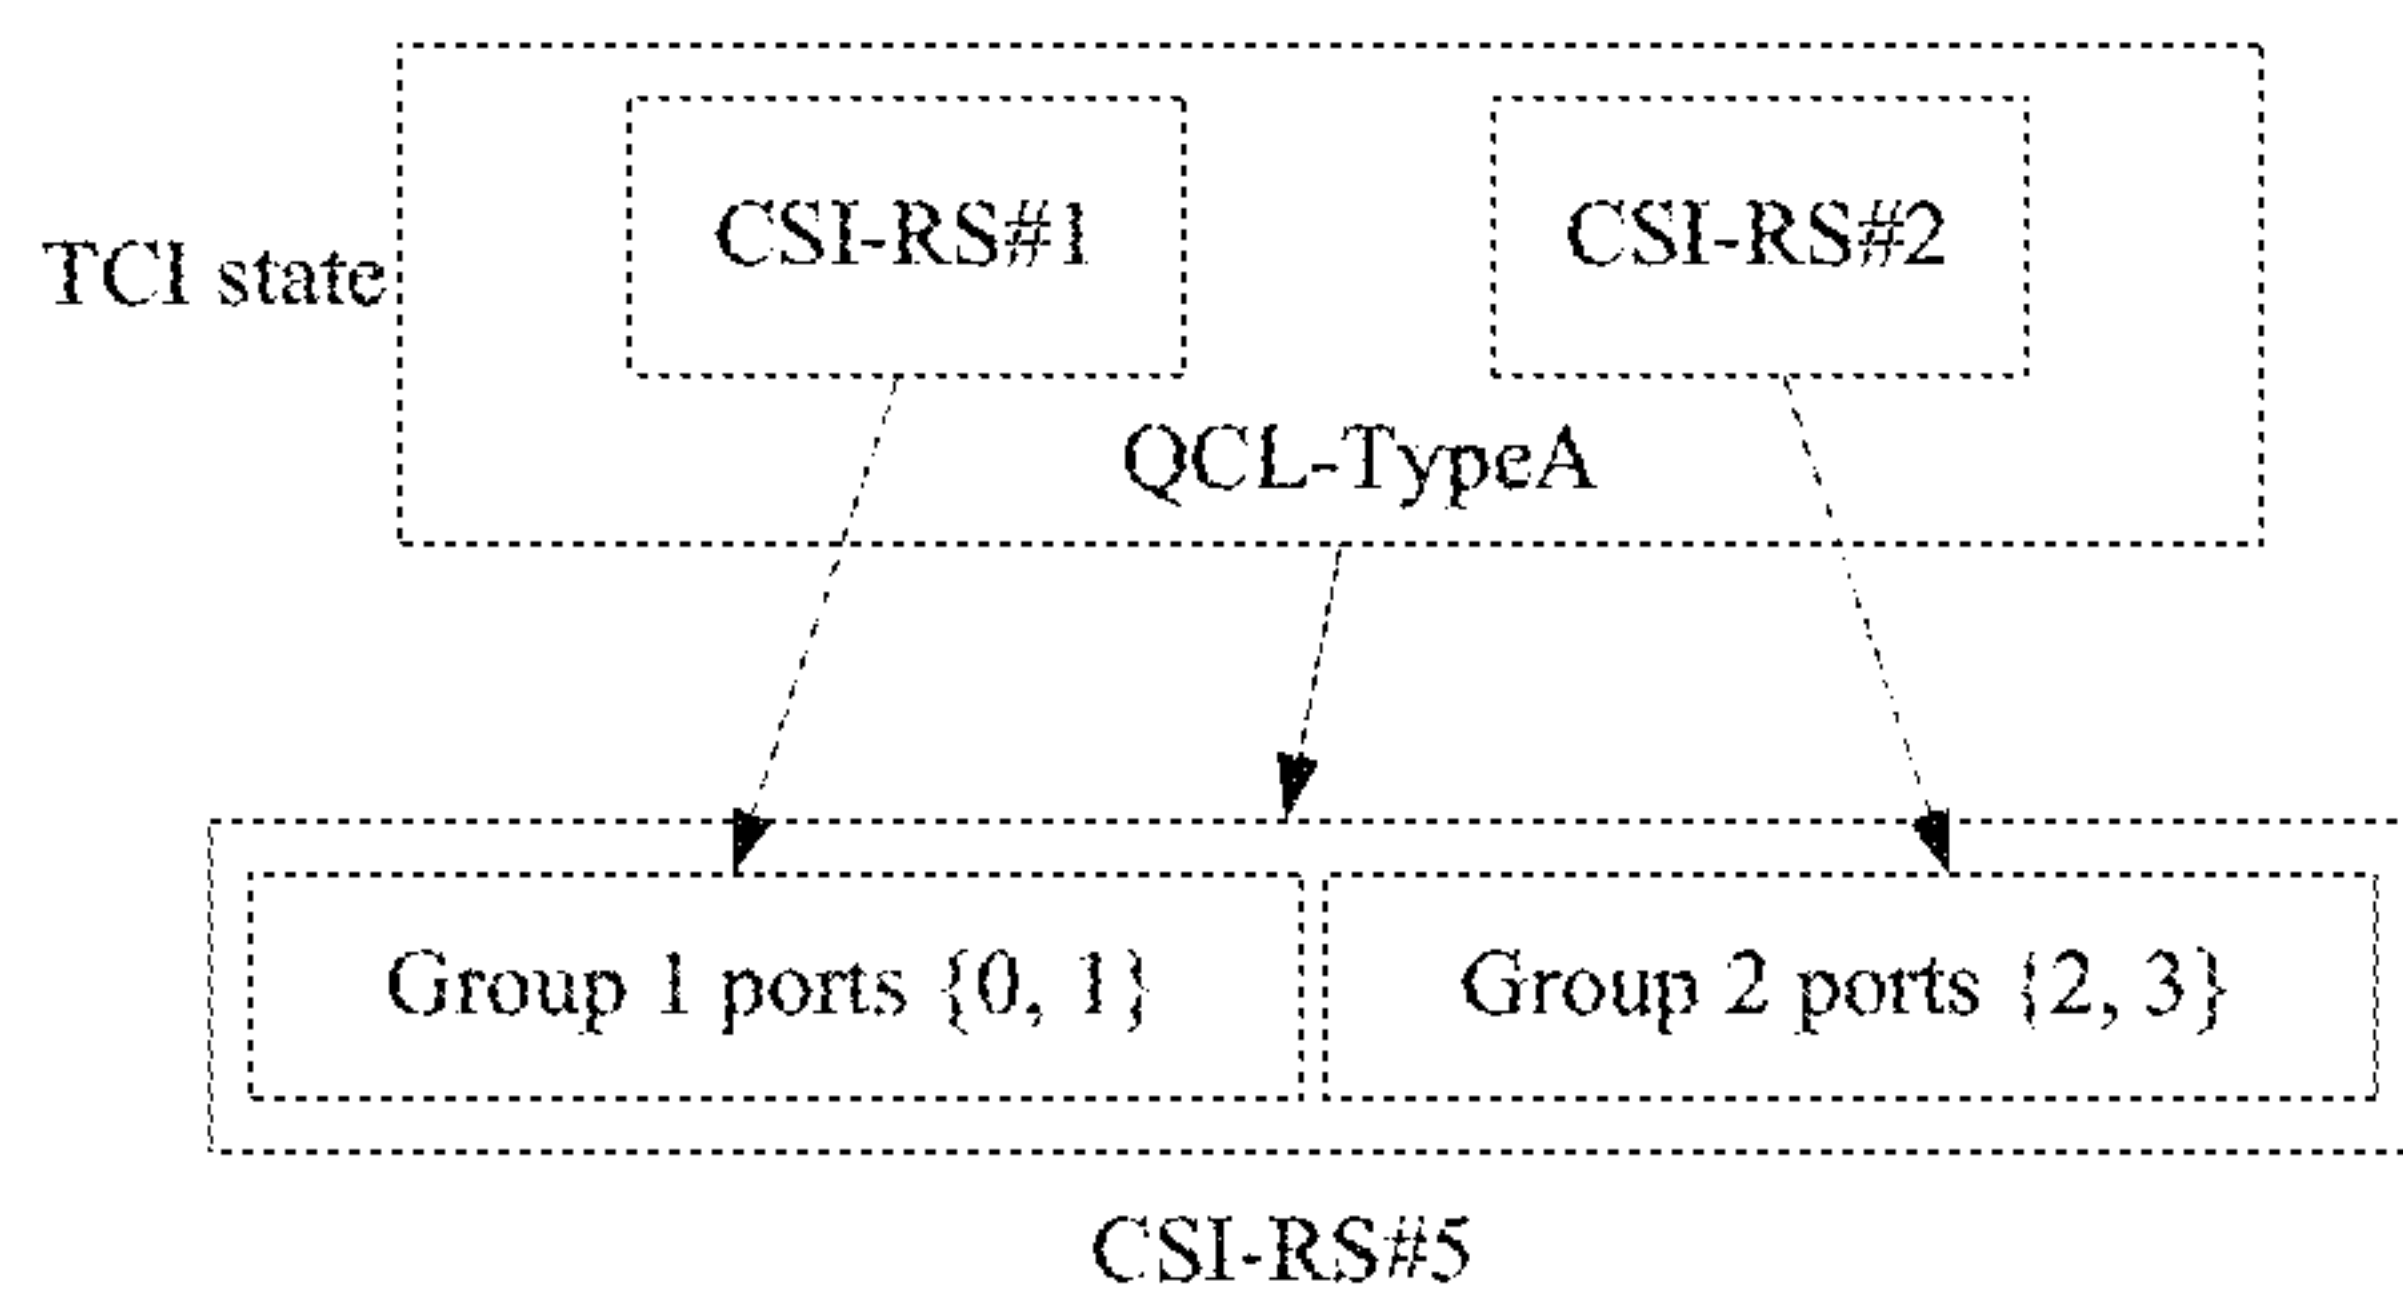 CSI-RS#1
CSI-RS#2
TCI state
QCL-TypeA
Group 1 ports {0, 1}
Group 2 ports {2, 3}
CSI-RS#5